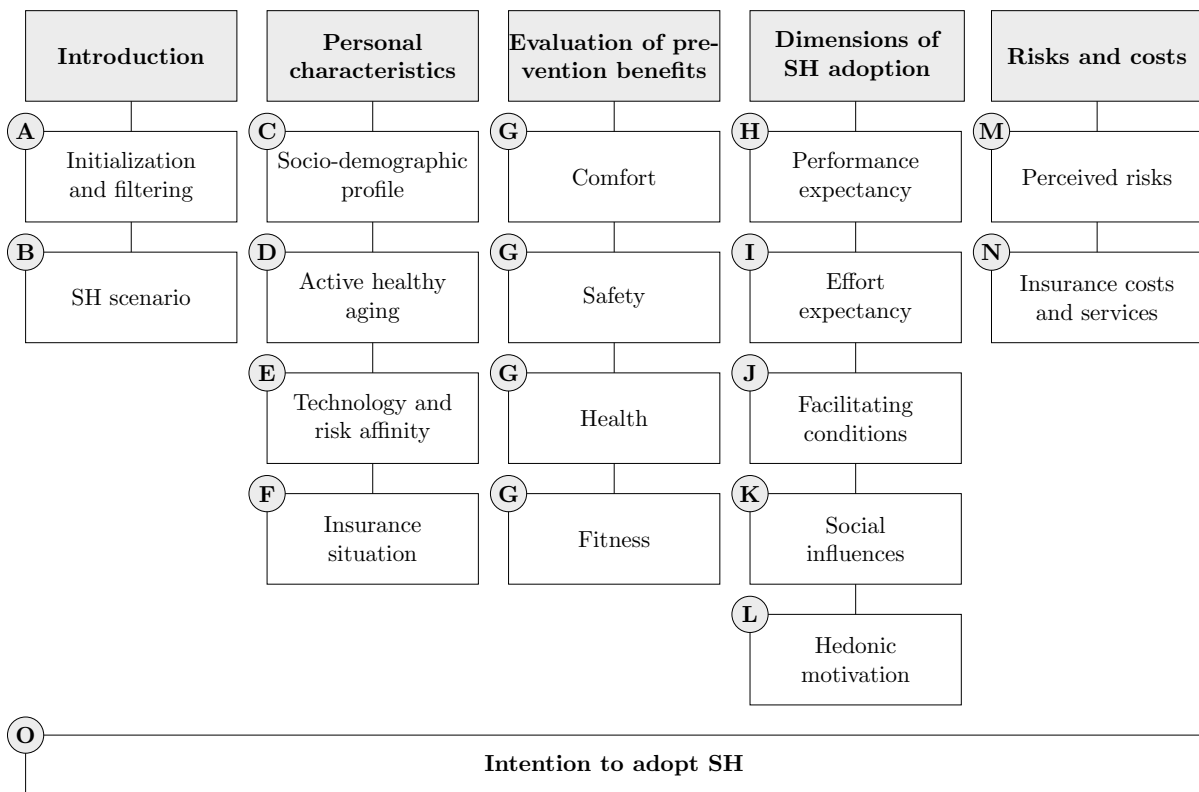 Introduction
A
Initialization
and filtering
B
SH scenario
Personal
characteristics
C
Socio-demographic
profile
D
Active healthy
aging
E
Technology and
risk affinity
F
Insurance
situation
Evaluation of pre-
vention benefits
G
Comfort
G
Safety
G
Health
G
Fitness
Dimensions of
SH adoption
H
Performance
expectancy
I
Effort
expectancy
J
Facilitating
conditions
K
Social
influences
L
Hedonic
motivation
Risks and costs
M
Perceived risks
N
Insurance costs
and services
O
Intention to adopt SH